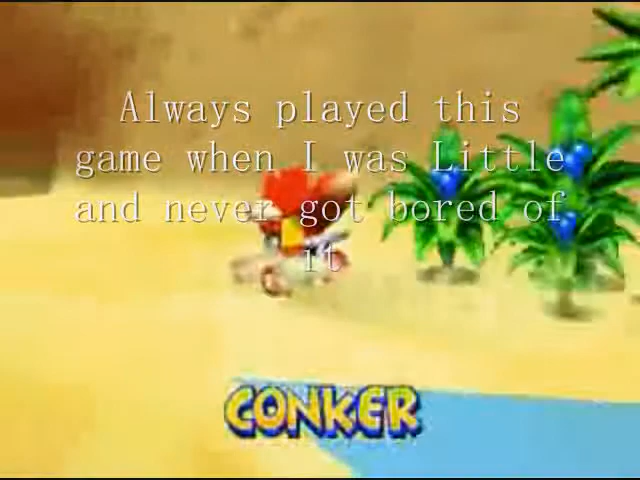 Always played this
game when I was Little
and never got bored of
it
CONKER